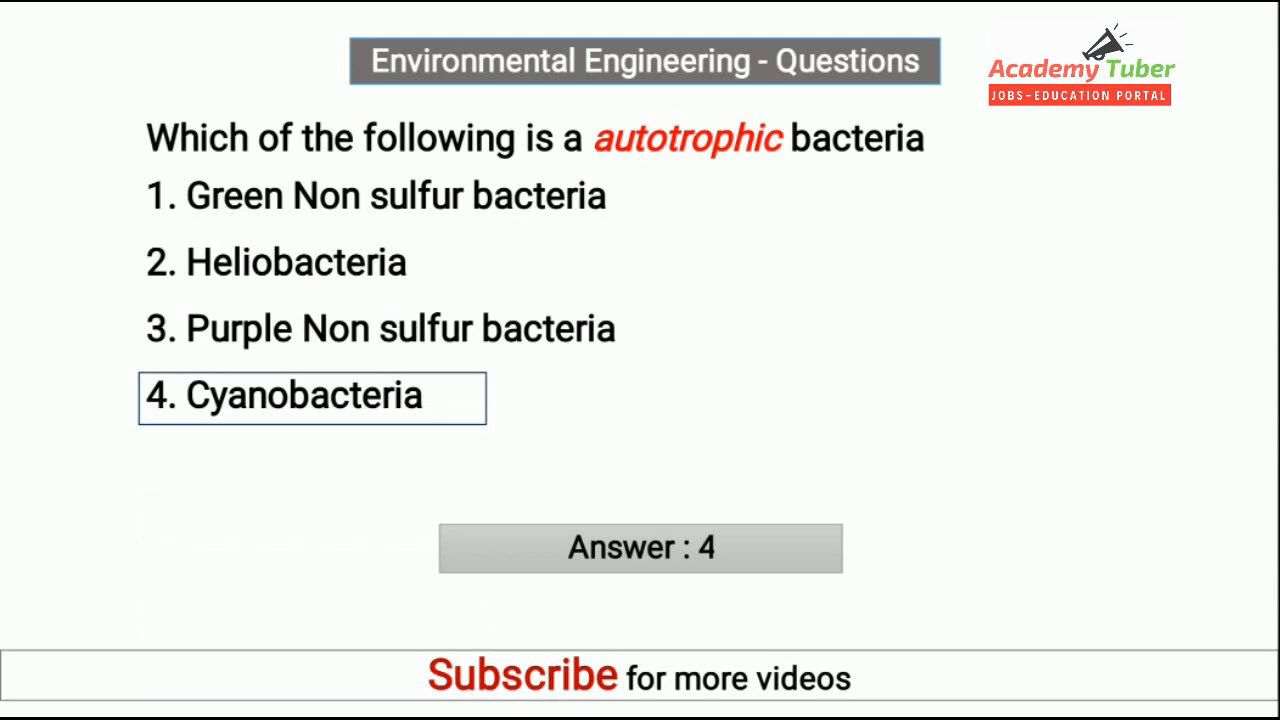 Environmental Engineering - Questions
Academy Tuber
JOBS-EDUCATION PORTAL
Which of the following is a autotrophic bacteria
1. Green Non sulfur bacteria
2. Heliobacteria
3. Purple Non sulfur bacteria
4. Cyanobacteria
Answer : 4
Subscribe for more videos